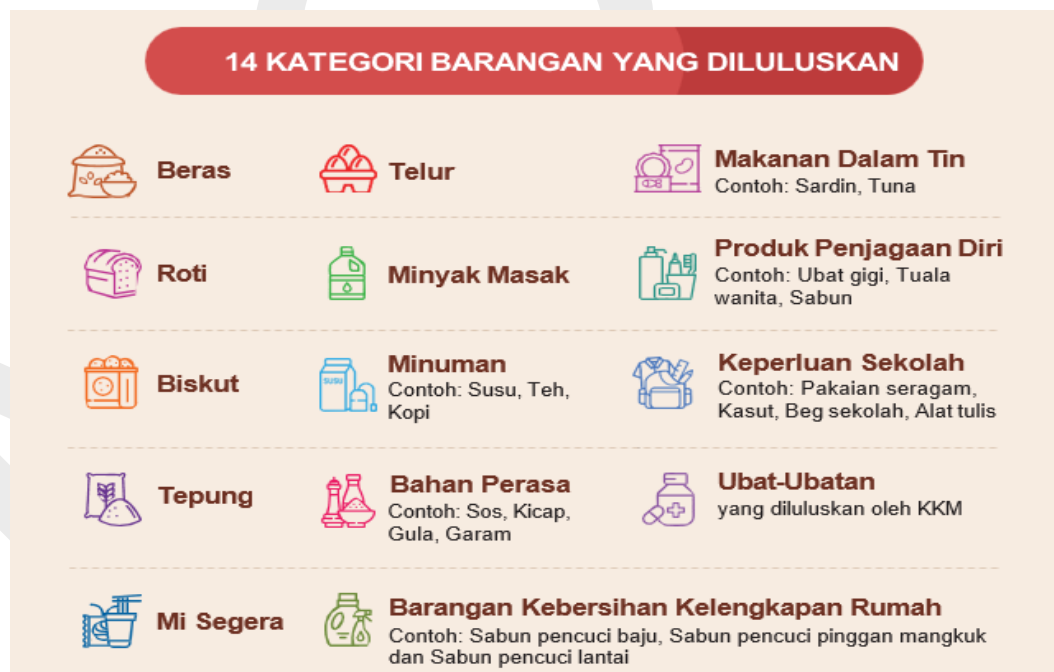 14 KATEGORI BARANGAN YANG DILULUSKAN
Beras
Telur
Makanan Dalam Tin
Contoh: Sardin, Tuna
Roti
Minyak Masak
Produk Penjagaan Diri
Contoh: Ubat gigi, Tuala
wanita, Sabun
Biskut
SUSU
Minuman
Contoh: Susu, Teh,
Kopi
Keperluan Sekolah
Contoh: Pakaian seragam,
Kasut, Beg sekolah, Alat tulis
Tepung
Bahan Perasa
Contoh: Sos, Kicap,
Gula, Garam
Ubat-Ubatan
yang diluluskan oleh KKM
Mi Segera
Barangan Kebersihan Kelengkapan Rumah
Contoh: Sabun pencuci baju, Sabun pencuci pinggan mangkuk
dan Sabun pencuci lantai